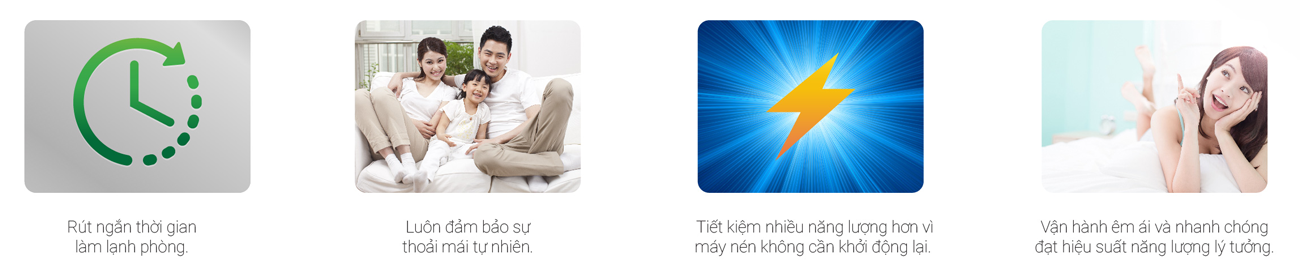 Rút ngắn thời gian
làm lạnh phòng.
Luôn đảm bảo sự
thoải mái tự nhiên.
Tiết kiệm nhiều năng lượng hơn vì
máy nén không cần khởi động lại.
Vận hành êm ái và nhanh chóng
đạt hiệu suất năng lượng lý tưởng.